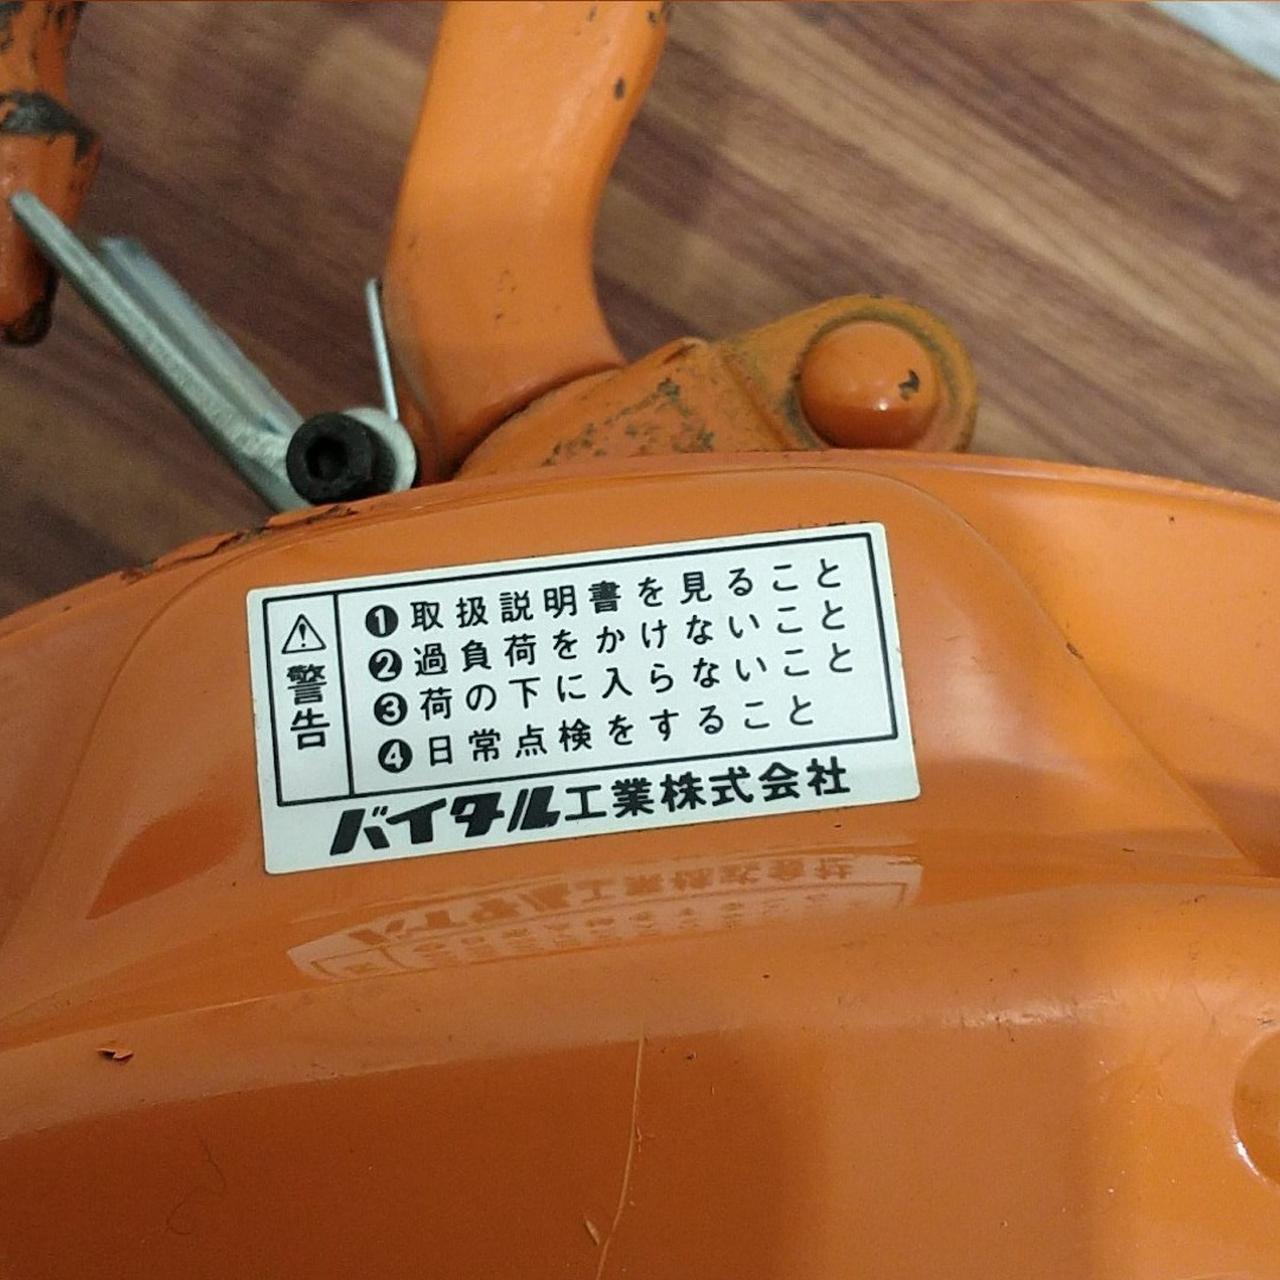 警告
❶取扱説明書を見ること
❷過負荷をかけないこと
❸荷の下に入らないこと
❹日常点検をすること
バイタル工業株式会社